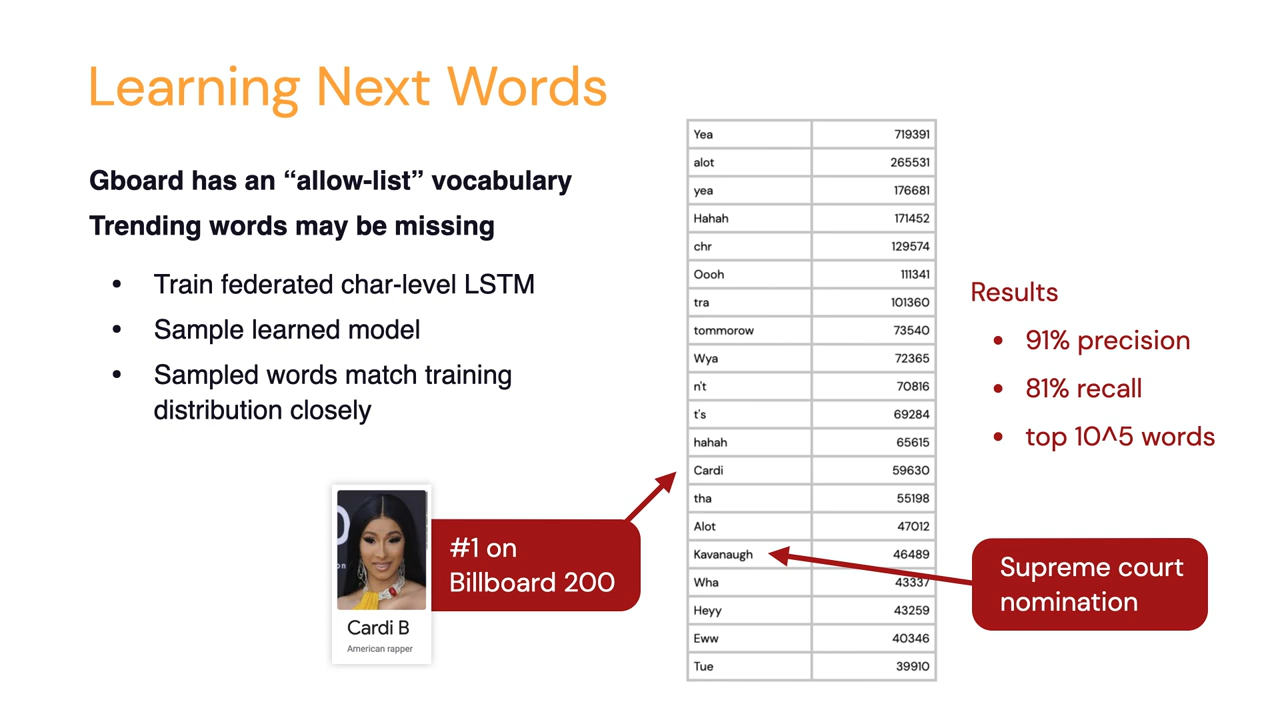 Learning Next Words
Gboard has an “allow-list” vocabulary
Trending words may be missing
• Train federated char-level LSTM
• Sample learned model
• Sampled words match training
distribution closely
Cardi B
American rapper
#1 on
Billboard 200
Yea 719391
alot 265531
yea 176681
Hahah 171452
chr 129574
Oooh 111341
tra 101360
tommorow 73540
Wya 72365
n't 70816
t's 69284
hahah 65615
Cardi 59630
tha 55198
Alot 47012
Kavanaugh 46489
Wha 43337
Heyy 43259
Eww 40346
Tue 39910
Results
• 91% precision
• 81% recall
• top 10^5 words
Supreme court
nomination